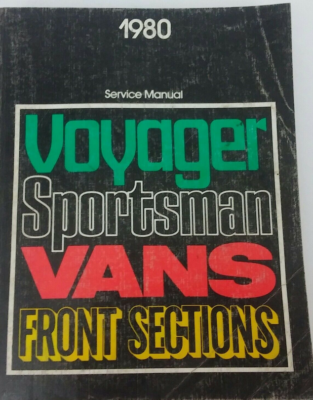 1980
Service Manual
Voyager
Sportsman
VANS
FRONT SECTIONS